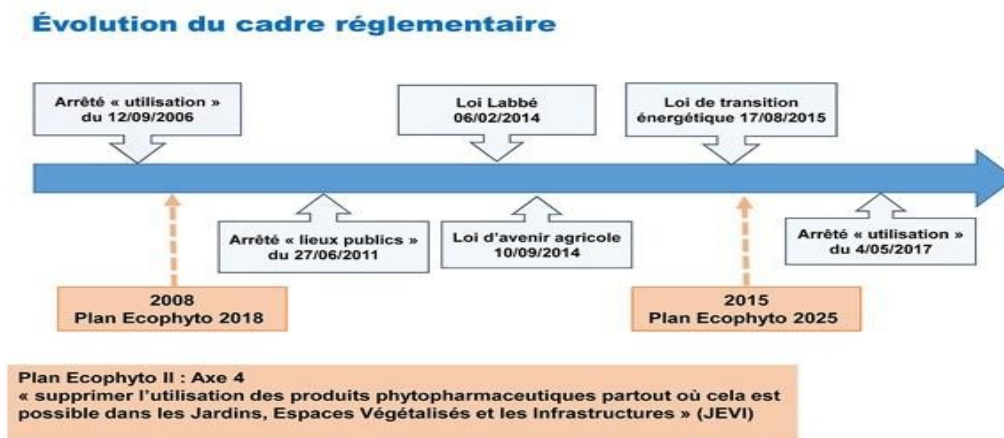 Évolution du cadre réglementaire
Arrêté « utilisation »
du 12/09/2006
Loi Labbé
06/02/2014
Loi de transition
énergétique 17/08/2015
Arrêté « lieux publics »
du 27/06/2011
Loi d'avenir agricole
10/09/2014
Arrêté « utilisation »
du 4/05/2017
2008
Plan Ecophyto 2018
2015
Plan Ecophyto 2025
Plan Ecophyto II : Axe 4
« supprimer l'utilisation des produits phytopharmaceutiques partout où cela est
possible dans les Jardins, Espaces Végétalisés et les Infrastructures » (JEVI)